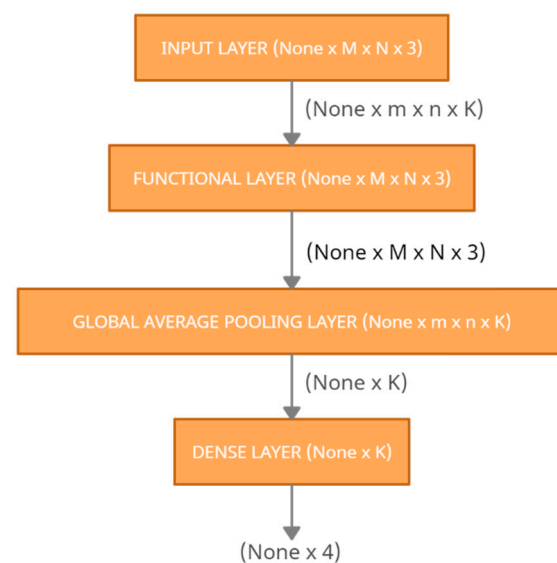 INPUT LAYER (None x M x N x 3)
(None x m x n x K)
FUNCTIONAL LAYER (None x M x N x 3)
(None x M x N x 3)
GLOBAL AVERAGE POOLING LAYER (None x m x n x K)
(None x K)
DENSE LAYER (None x K)
(None x 4)